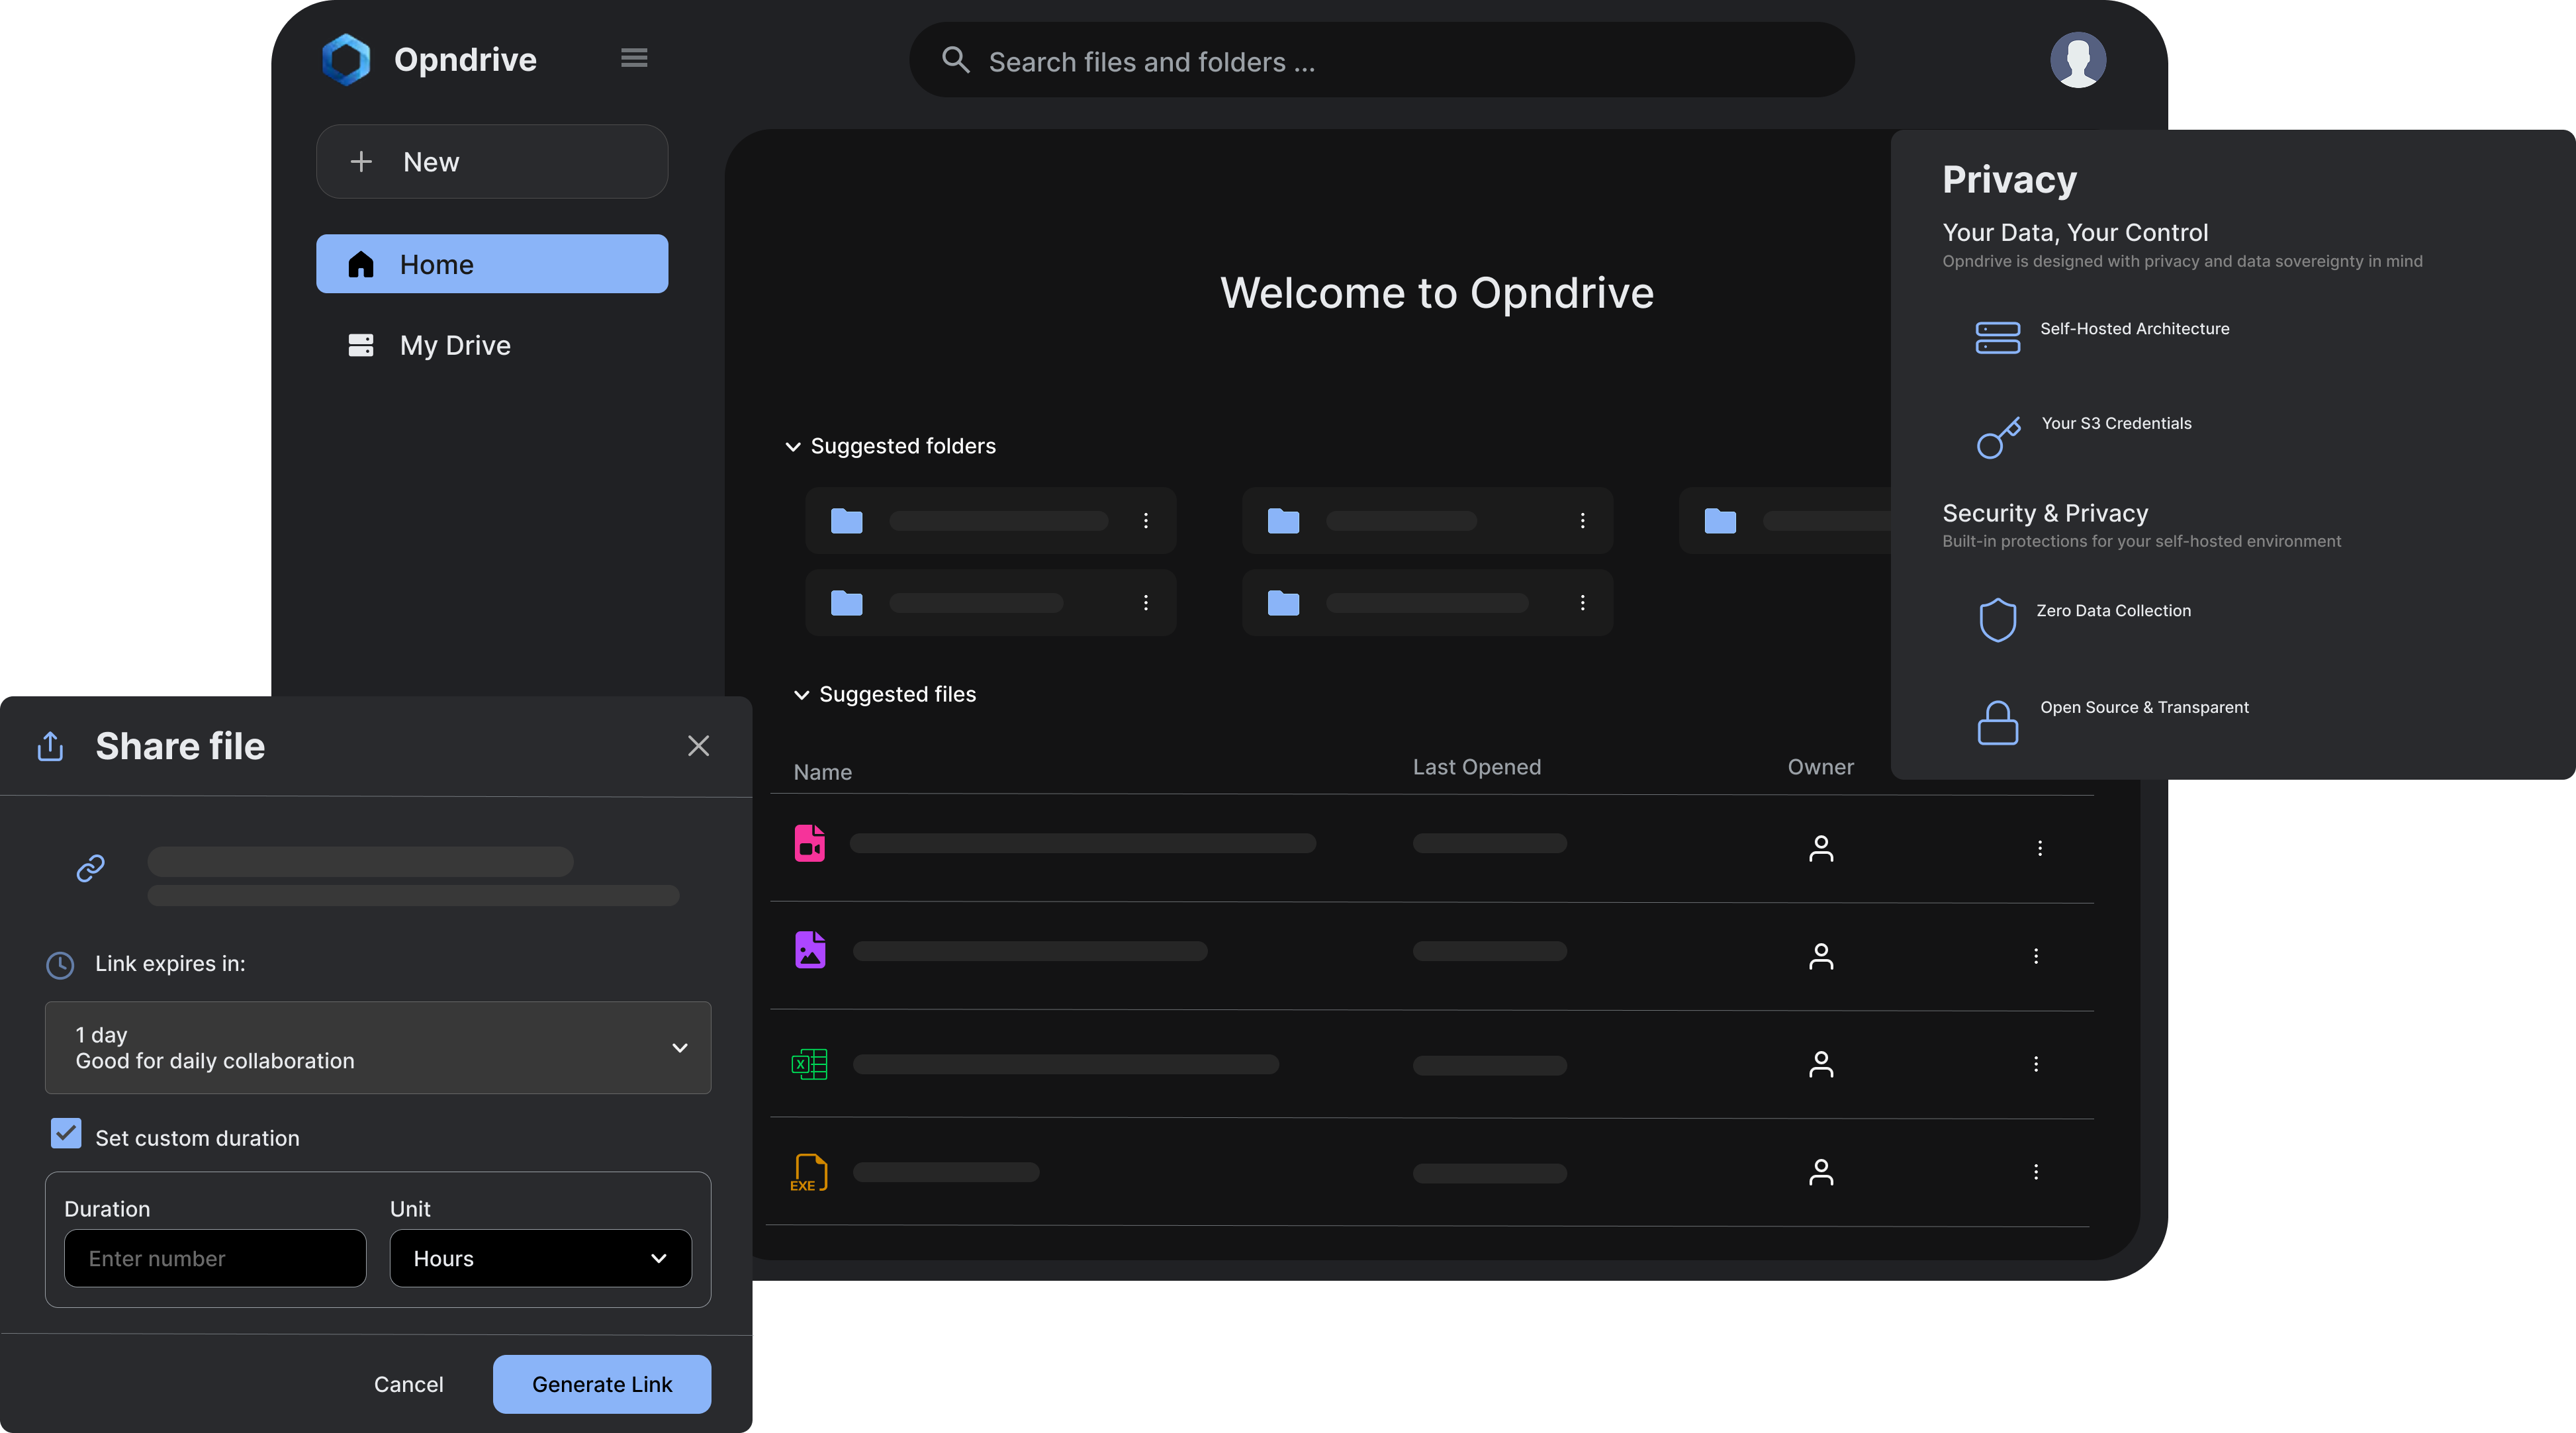 Opndrive
Search files and folders ...
New
Home
My Drive
Welcome to Opndrive
Suggested folders
Suggested files
Name
Last Opened
Owner
EXE
Privacy
Your Data, Your Control
Opndrive is designed with privacy and data sovereignty in mind
Self-Hosted Architecture
Your S3 Credentials
Security & Privacy
Built-in protections for your self-hosted environment
Zero Data Collection
Open Source & Transparent
Share file
Link expires in:
1 day
Good for daily collaboration
Set custom duration
Duration
Unit
Enter number
Hours
Cancel
Generate Link